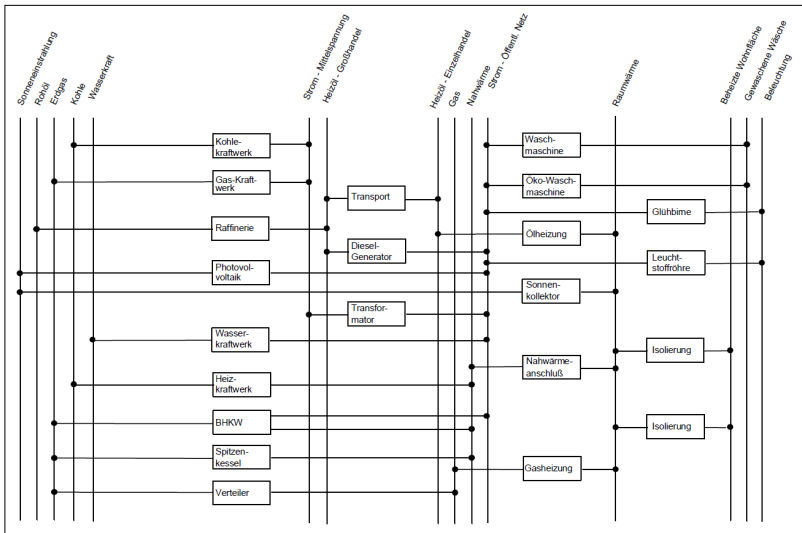 Sonneneinstrahlung
Rohöl
Erdgas
Kohle
Wasserkraft
Strom - Mittelspannung
Heizöl - Großhandel
Heizöl - Einzelhandel
Gas
Nahwärme
Strom - Öffentl. Netz
Raumwärme
Beheizte Wohnfläche
Gewaschene Wäsche
Beleuchtung
Kohle-
kraftwerk
Wasch-
maschine
Gas-Kraft-
werk
Öko-Wasch-
maschine
Transport
Glühbirne
Raffinerie
Ölheizung
Diesel-
Generator
Leucht-
stoffröhre
Photovol-
voltaik
Sonnen-
kollektor
Transfor-
mator
Wasser-
kraftwerk
Isolierung
Nahwärme-
anschluß
Heiz-
kraftwerk
BHKW
Isolierung
Spitzen-
kessel
Gasheizung
Verteiler